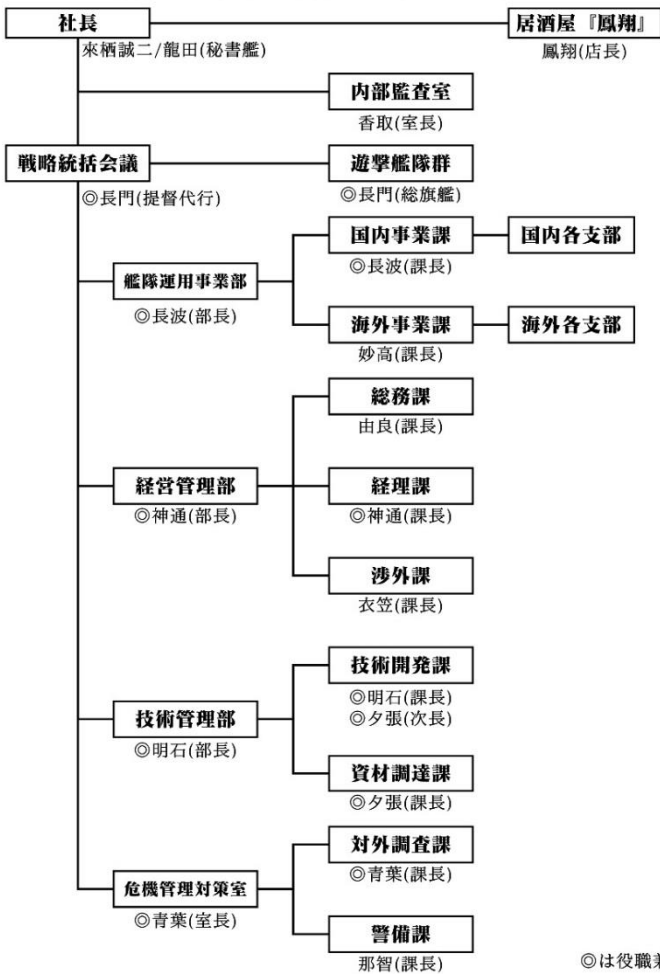 社長
居酒屋『鳳翔』
來栖誠二/龍田(秘書艦)
鳳翔(店長)
内部監査室
香取(室長)
戦略統括会議
遊撃艦隊群
◎長門(提督代行)
◎長門(総旗艦)
国内事業課
国内各支部
◎長波(課長)
艦隊運用事業部
◎長波(部長)
海外事業課
海外各支部
妙高(課長)
総務課
由良(課長)
経営管理部
◎神通(部長)
経理課
◎神通(課長)
渉外課
衣笠(課長)
技術開発課
◎明石(課長)
◎夕張(次長)
技術管理部
◎明石(部長)
資材調達課
◎夕張(課長)
対外調査課
◎青葉(課長)
危機管理対策室
◎青葉(室長)
警備課
那智(課長)
◎は役職